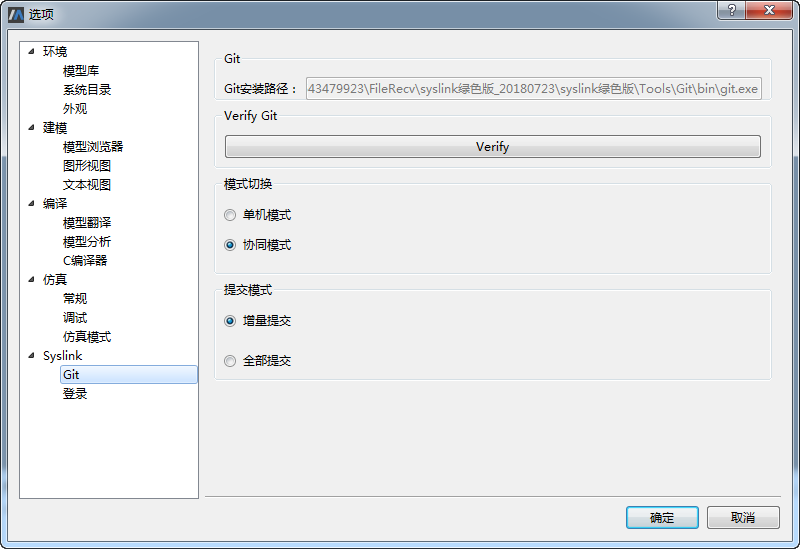 选项
环境
模型库
系统目录
外观
建模
模型浏览器
图形视图
文本视图
编译
模型翻译
模型分析
C编译器
仿真
常规
调试
仿真模式
Syslink
Git
登录
Git
Git安装路径： 43479923\FileRecv\syslink绿色版_20180723\syslink绿色版\Tools\Git\bin\git.exe
Verify Git
Verify
模式切换
单机模式
协同模式
提交模式
增量提交
全部提交
确定 取消